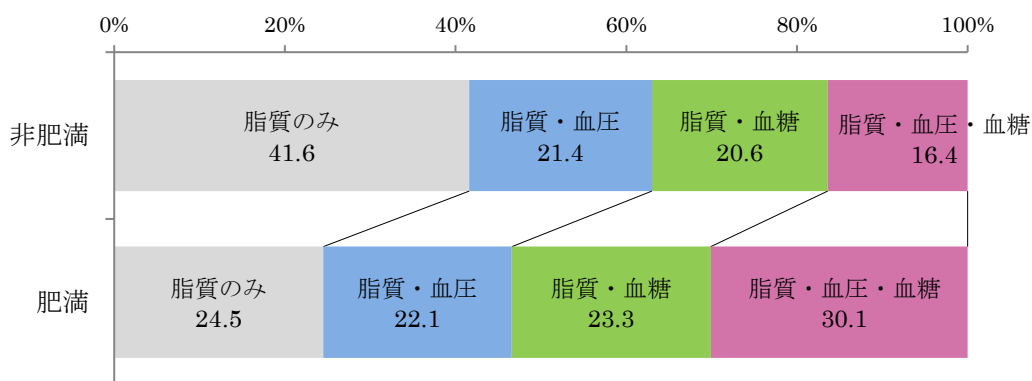 0% 20% 40% 60% 80% 100%
非肥満
脂質のみ 脂質・血圧 脂質・血糖 脂質・血圧・血糖
41.6 21.4 20.6 16.4
肥満
脂質のみ 脂質・血圧 脂質・血糖 脂質・血圧・血糖
24.5 22.1 23.3 30.1